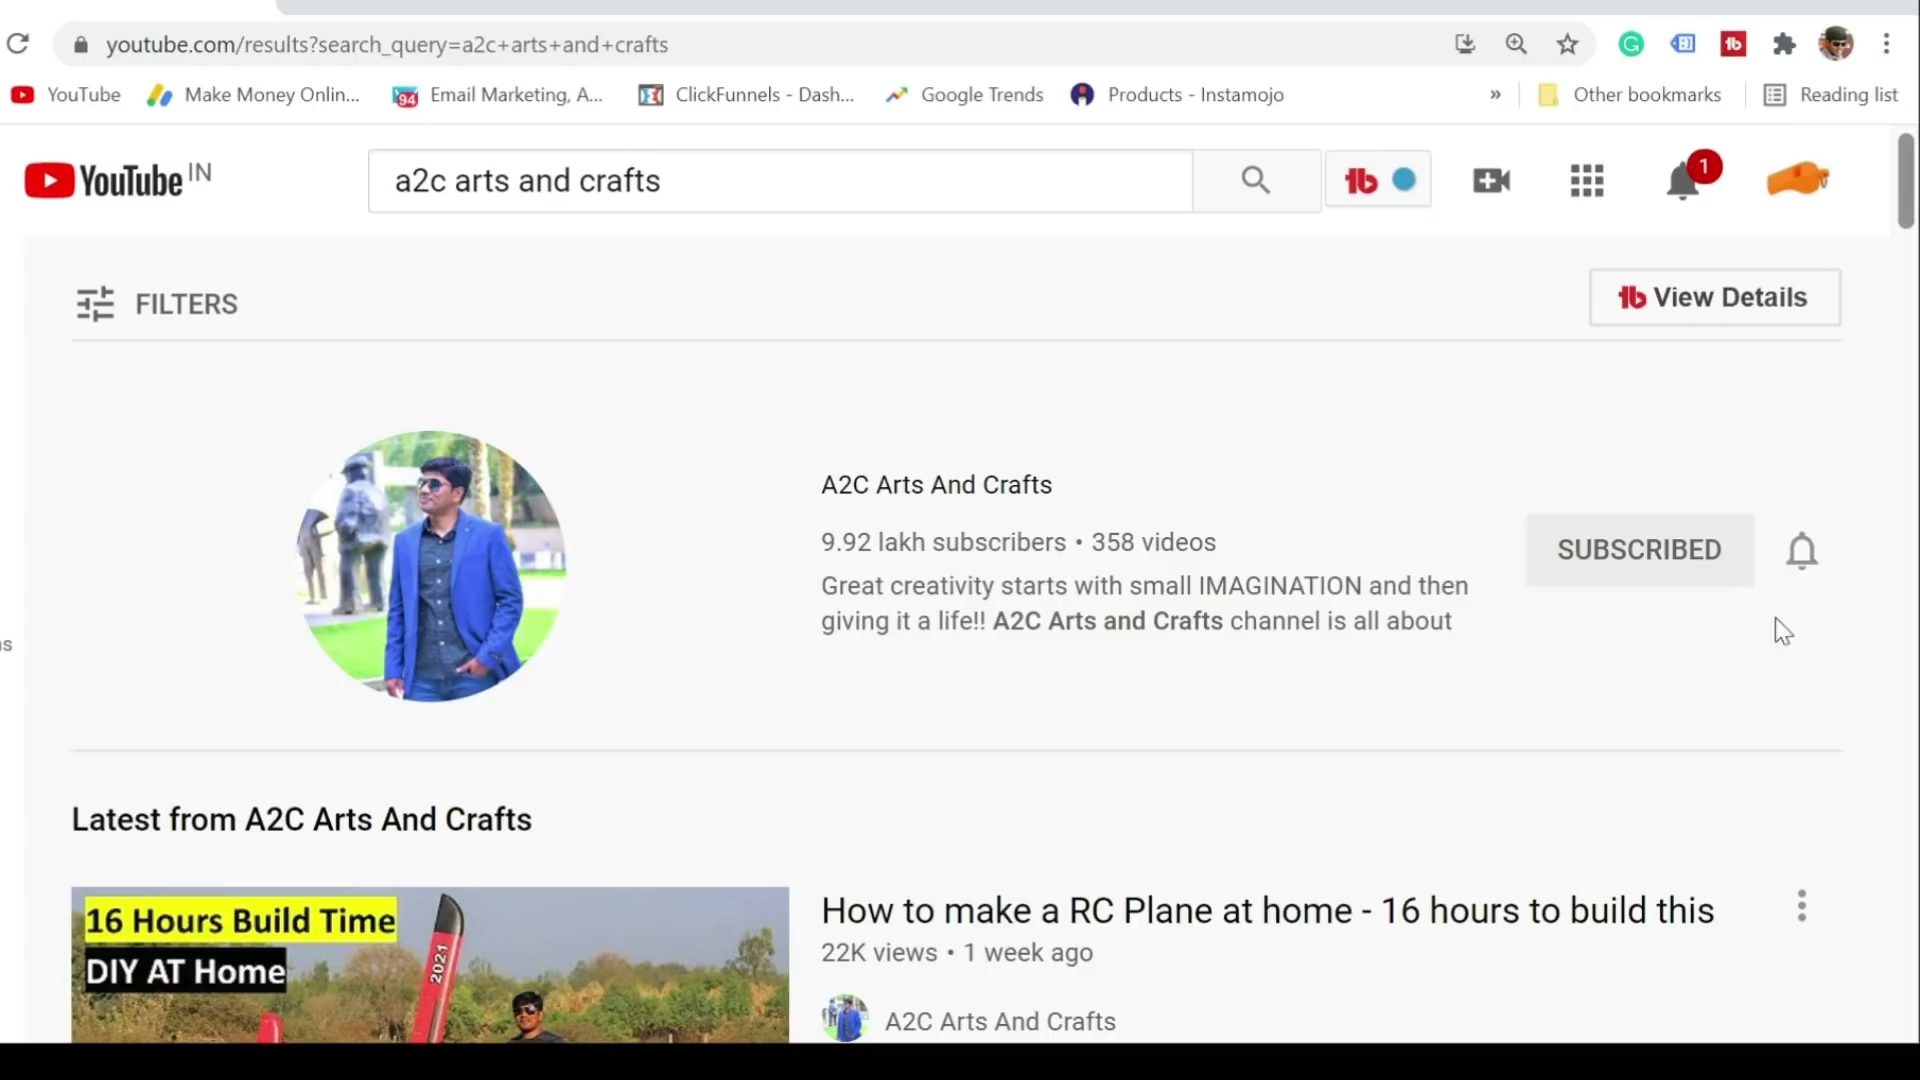 youtube.com/results?search_query=a2c+arts+and+crafts
YouTube
Make Money Onlin...
94
Email Marketing, A...
ClickFunnels - Dash...
Google Trends
Products - Instamojo
»
Other bookmarks
Reading list
YouTube IN
a2c arts and crafts
1
FILTERS
View Details
A2C Arts And Crafts
9.92 lakh subscribers • 358 videos
SUBSCRIBED
Great creativity starts with small IMAGINATION and then
giving it a life!! A2C Arts and Crafts channel is all about
Latest from A2C Arts And Crafts
16 Hours Build Time
DIY AT Home
2021
How to make a RC Plane at home - 16 hours to build this
22K views • 1 week ago
A2C Arts And Crafts